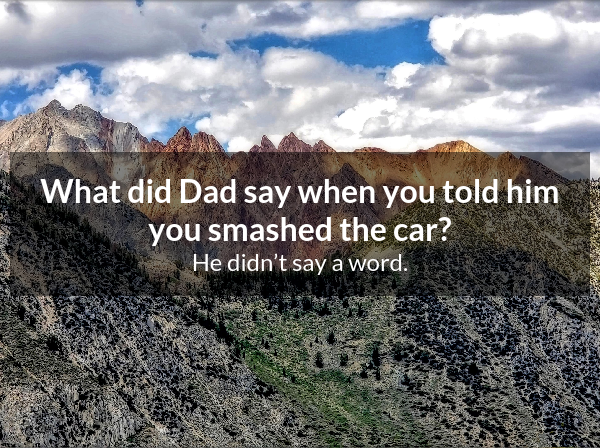 What did Dad say when you told him
you smashed the car?
He didn’t say a word.